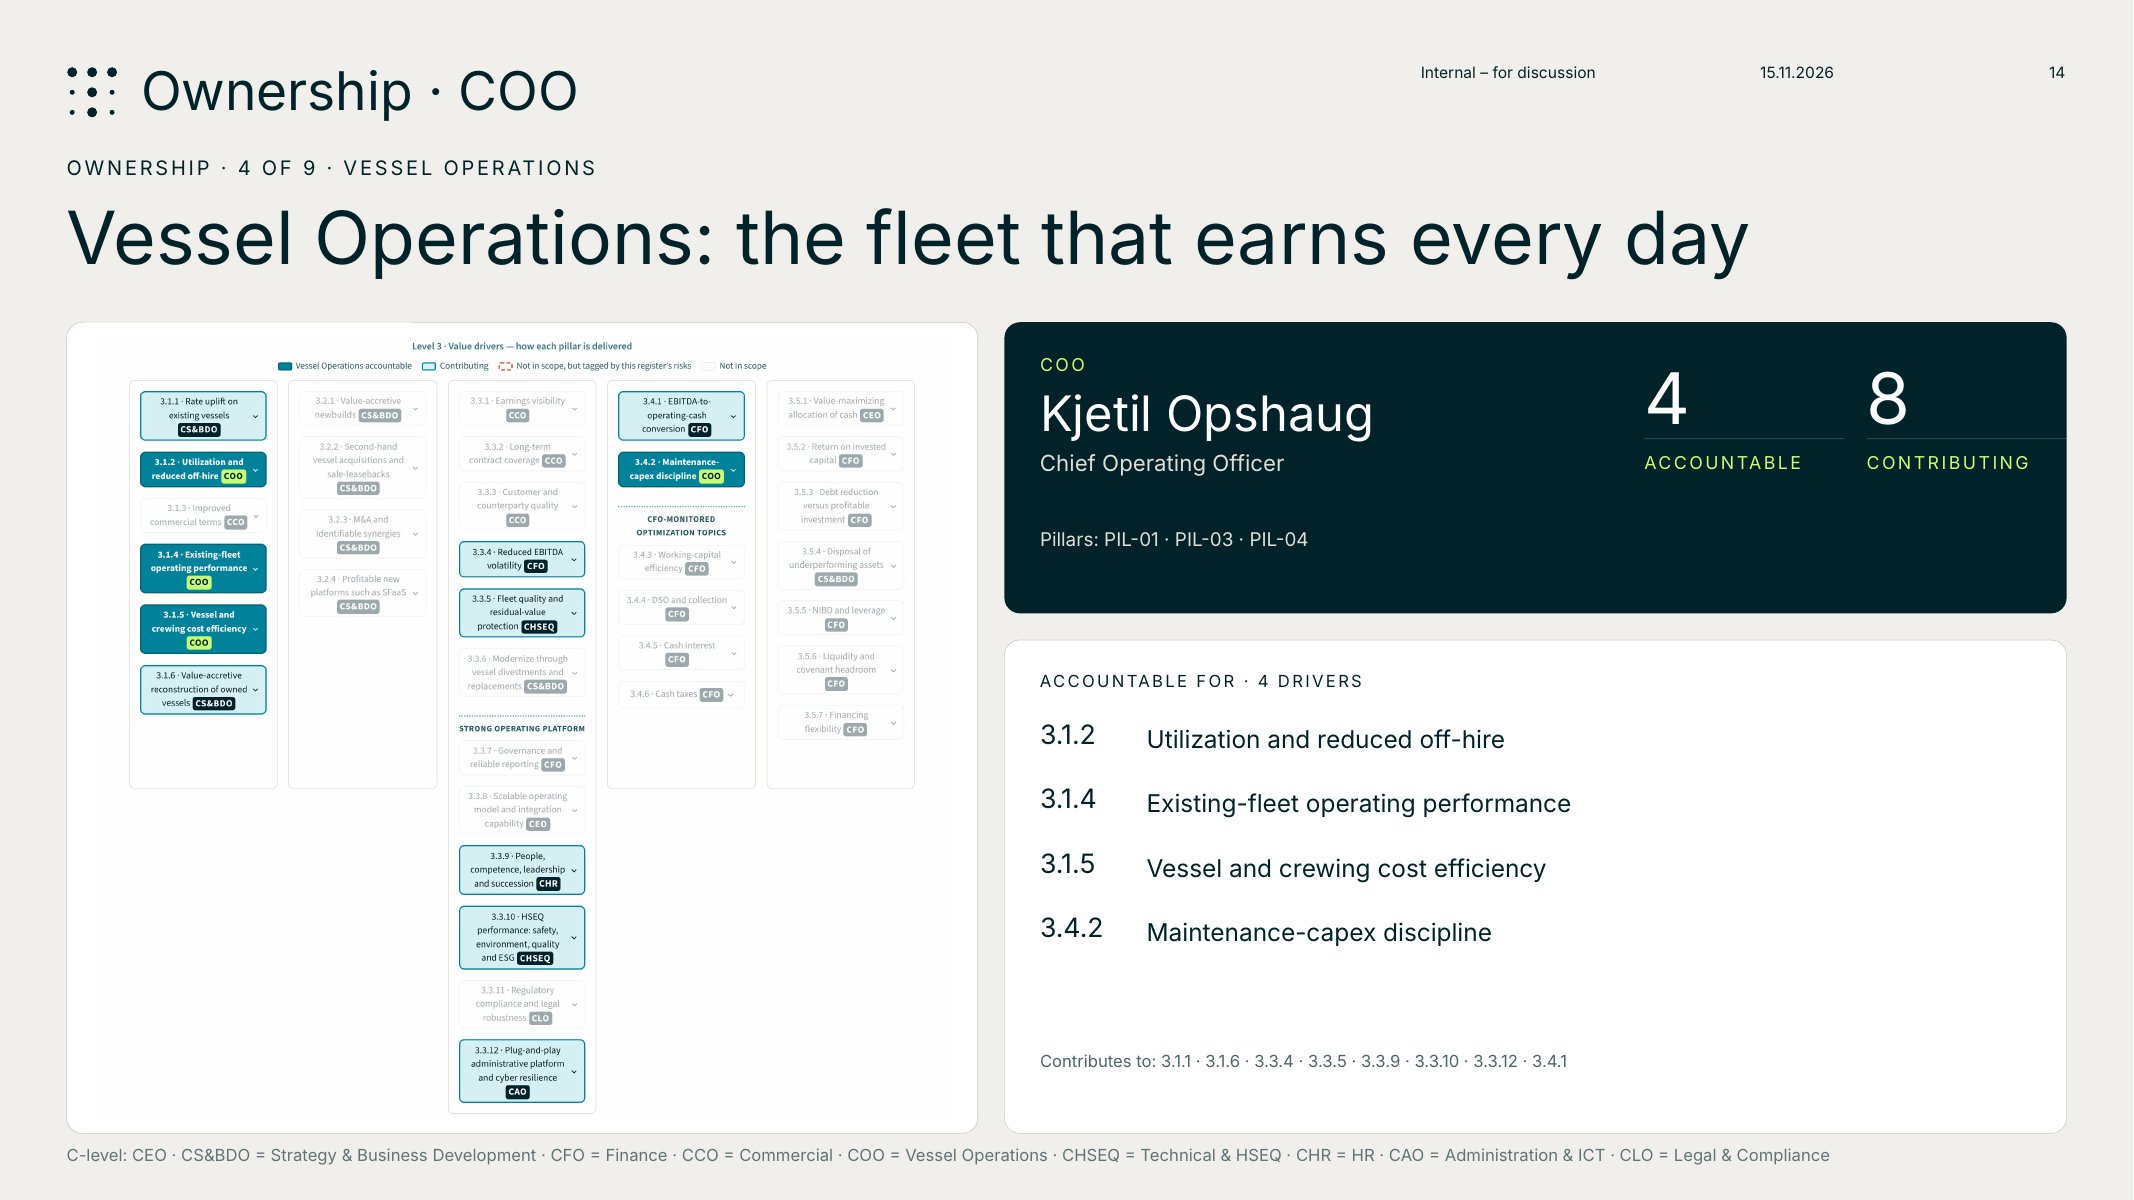 Ownership · COO
Internal – for discussion
15.11.2026
14
OWNERSHIP · 4 OF 9 · VESSEL OPERATIONS
Vessel Operations: the fleet that earns every day
Level 3 · Value drivers — how each pillar is delivered
Vessel Operations accountable
Contributing
Not in scope, but tagged by this register's risks
Not in scope
3.1.1 · Rate uplift on
existing vessels
CS&BDO
3.1.2 · Utilization and
reduced off-hire COO
3.1.3 · Improved
commercial terms CCO
3.1.4 · Existing-fleet
operating performance
COO
3.1.5 · Vessel and
crewing cost efficiency
COO
3.1.6 · Value-accretive
reconstruction of owned
vessels CS&BDO
3.2.1 · Value-accretive
newbuilds CS&BDO
3.2.2 · Second-hand
vessel acquisitions and
sale-leasebacks
CS&BDO
3.2.3 · M&A and
identifiable synergies
CS&BDO
3.2.4 · Profitable new
platforms such as SFaaS
CS&BDO
3.3.1 · Earnings visibility
CCO
3.3.2 · Long-term
contract coverage CCO
3.3.3 · Customer and
counterparty quality
CCO
3.3.4 · Reduced EBITDA
volatility CFO
3.3.5 · Fleet quality and
residual-value
protection CHSEQ
3.3.6 · Modernize through
vessel divestments and
replacements CS&BDO
STRONG OPERATING PLATFORM
3.3.7 · Governance and
reliable reporting CFO
3.3.8 · Scalable operating
model and integration
capability CEO
3.3.9 · People,
competence, leadership
and succession CHR
3.3.10 · HSEQ
performance: safety,
environment, quality
and ESG CHSEQ
3.3.11 · Regulatory
compliance and legal
robustness CLO
3.3.12 · Plug-and-play
administrative platform
and cyber resilience
CAO
3.4.1 · EBITDA-to-
operating-cash
conversion CFO
3.4.2 · Maintenance-
capex discipline COO
CFO-MONITORED
OPTIMIZATION TOPICS
3.4.3 · Working-capital
efficiency CFO
3.4.4 · DSO and collection
CFO
3.4.5 · Cash interest
CFO
3.4.6 · Cash taxes CFO
3.5.1 · Value-maximizing
allocation of cash CEO
3.5.2 · Return on invested
capital CFO
3.5.3 · Debt reduction
versus profitable
investment CFO
3.5.4 · Disposal of
underperforming assets
CS&BDO
3.5.5 · NIBD and leverage
CFO
3.5.6 · Liquidity and
covenant headroom
CFO
3.5.7 · Financing
flexibility CFO
COO
Kjetil Opshaug
Chief Operating Officer
Pillars: PIL-01 · PIL-03 · PIL-04
4
ACCOUNTABLE
8
CONTRIBUTING
ACCOUNTABLE FOR · 4 DRIVERS
3.1.2 Utilization and reduced off-hire
3.1.4 Existing-fleet operating performance
3.1.5 Vessel and crewing cost efficiency
3.4.2 Maintenance-capex discipline
Contributes to: 3.1.1 · 3.1.6 · 3.3.4 · 3.3.5 · 3.3.9 · 3.3.10 · 3.3.12 · 3.4.1
C-level: CEO · CS&BDO = Strategy & Business Development · CFO = Finance · CCO = Commercial · COO = Vessel Operations · CHSEQ = Technical & HSEQ · CHR = HR · CAO = Administration & ICT · CLO = Legal & Compliance